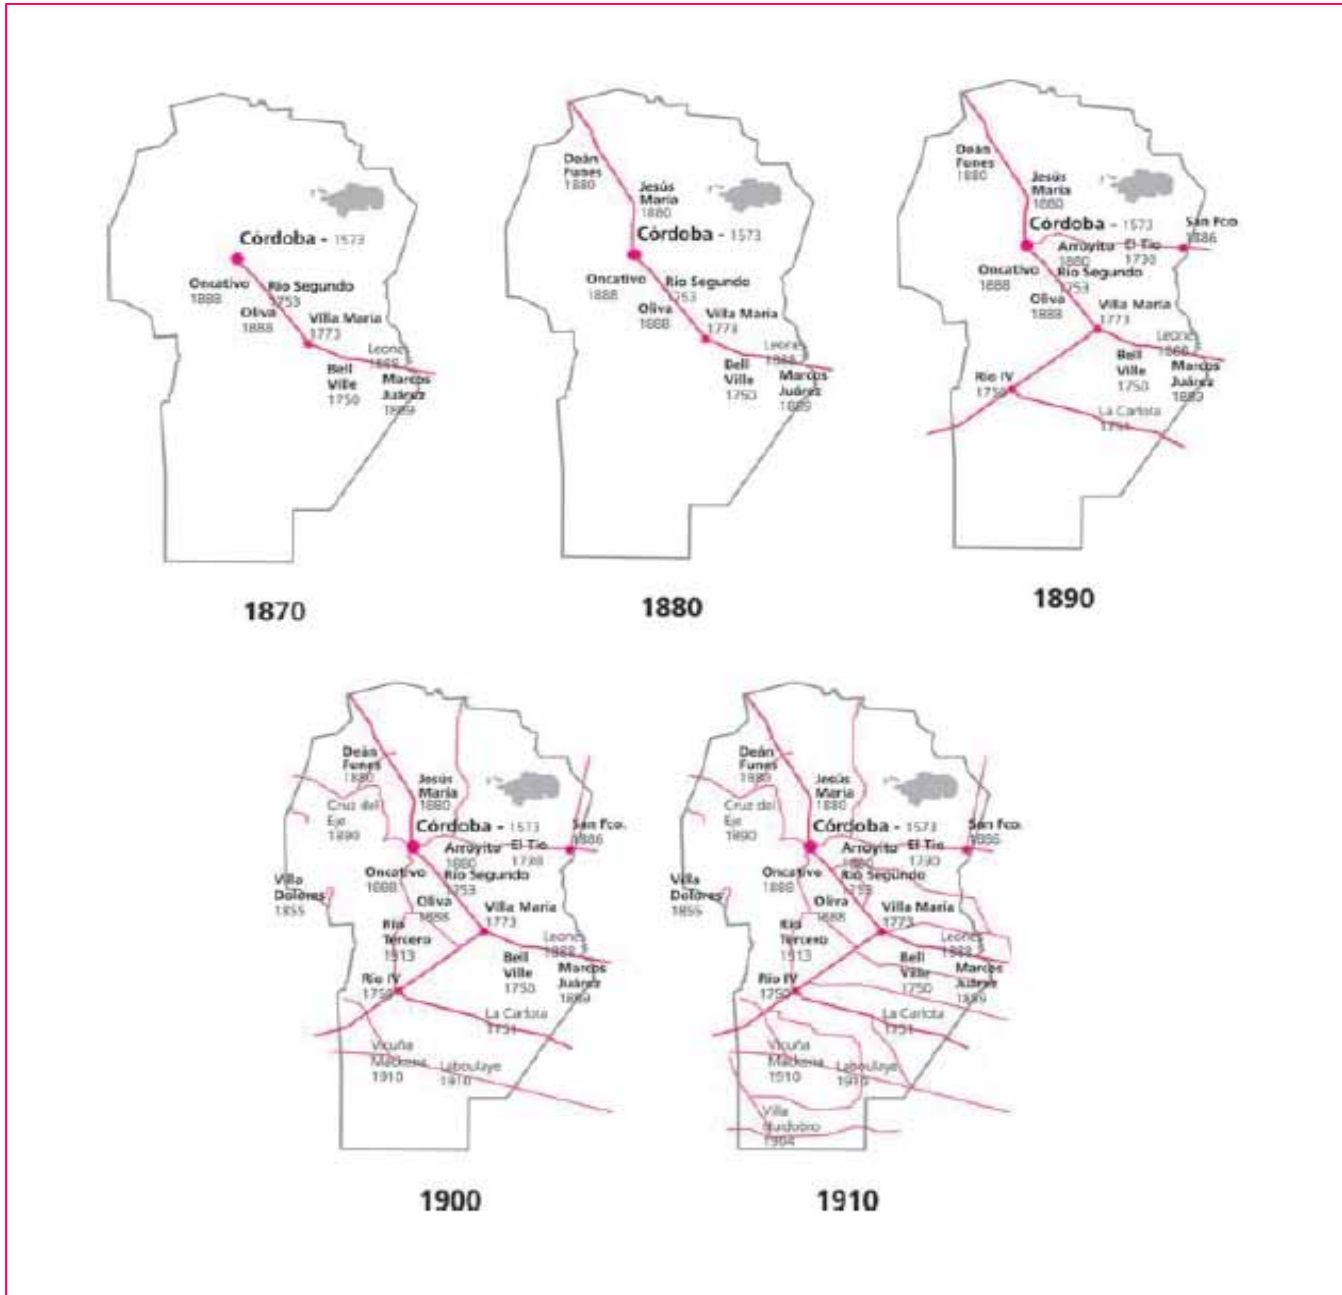 Córdoba - 1573
Oncativo
1888
Río Segundo
1753
Oliva
1888
Villa María
1773
Leones
1888
Bell
Ville
1750
Marcos
Juárez
1889
1870
Deán
Funes
1880
Jesús
María
1880
Córdoba - 1573
Oncativo
1888
Río Segundo
1753
Oliva
1888
Villa María
1773
Leones
1888
Bell
Ville
1750
Marcos
Juárez
1889
1880
Deán
Funes
1880
Jesús
María
1880
Córdoba - 1573
San Fco.
1886
Arroyito
1880
El Tío
1730
Oncativo
1888
Río Segundo
1753
Oliva
1888
Villa María
1773
Leones
1888
Bell
Ville
1750
Marcos
Juárez
1889
Río IV
1750
La Carlota
1751
1890
Deán
Funes
1880
Jesús
María
1880
Cruz del
Eje
1890
Córdoba - 1573
San Fco.
1886
Arroyito
1880
El Tío
1730
Oncativo
1888
Río Segundo
1753
Villa
Dolores
1855
Oliva
1888
Villa María
1773
Río
Tercero
1913
Leones
1888
Bell
Ville
1750
Marcos
Juárez
1889
Río IV
1750
La Carlota
1751
Vicuña
Mackena
1910
Laboulaye
1910
1900
Deán
Funes
1880
Jesús
María
1880
Cruz del
Eje
1890
Córdoba - 1573
San Fco.
1886
Arroyito
1880
El Tío
1730
Oncativo
1888
Río Segundo
1753
Villa
Dolores
1855
Oliva
1888
Villa María
1773
Río
Tercero
1913
Leones
1888
Bell
Ville
1750
Marcos
Juárez
1889
Río IV
1750
La Carlota
1751
Vicuña
Mackena
1910
Laboulaye
1910
Villa
Huidobro
1904
1910